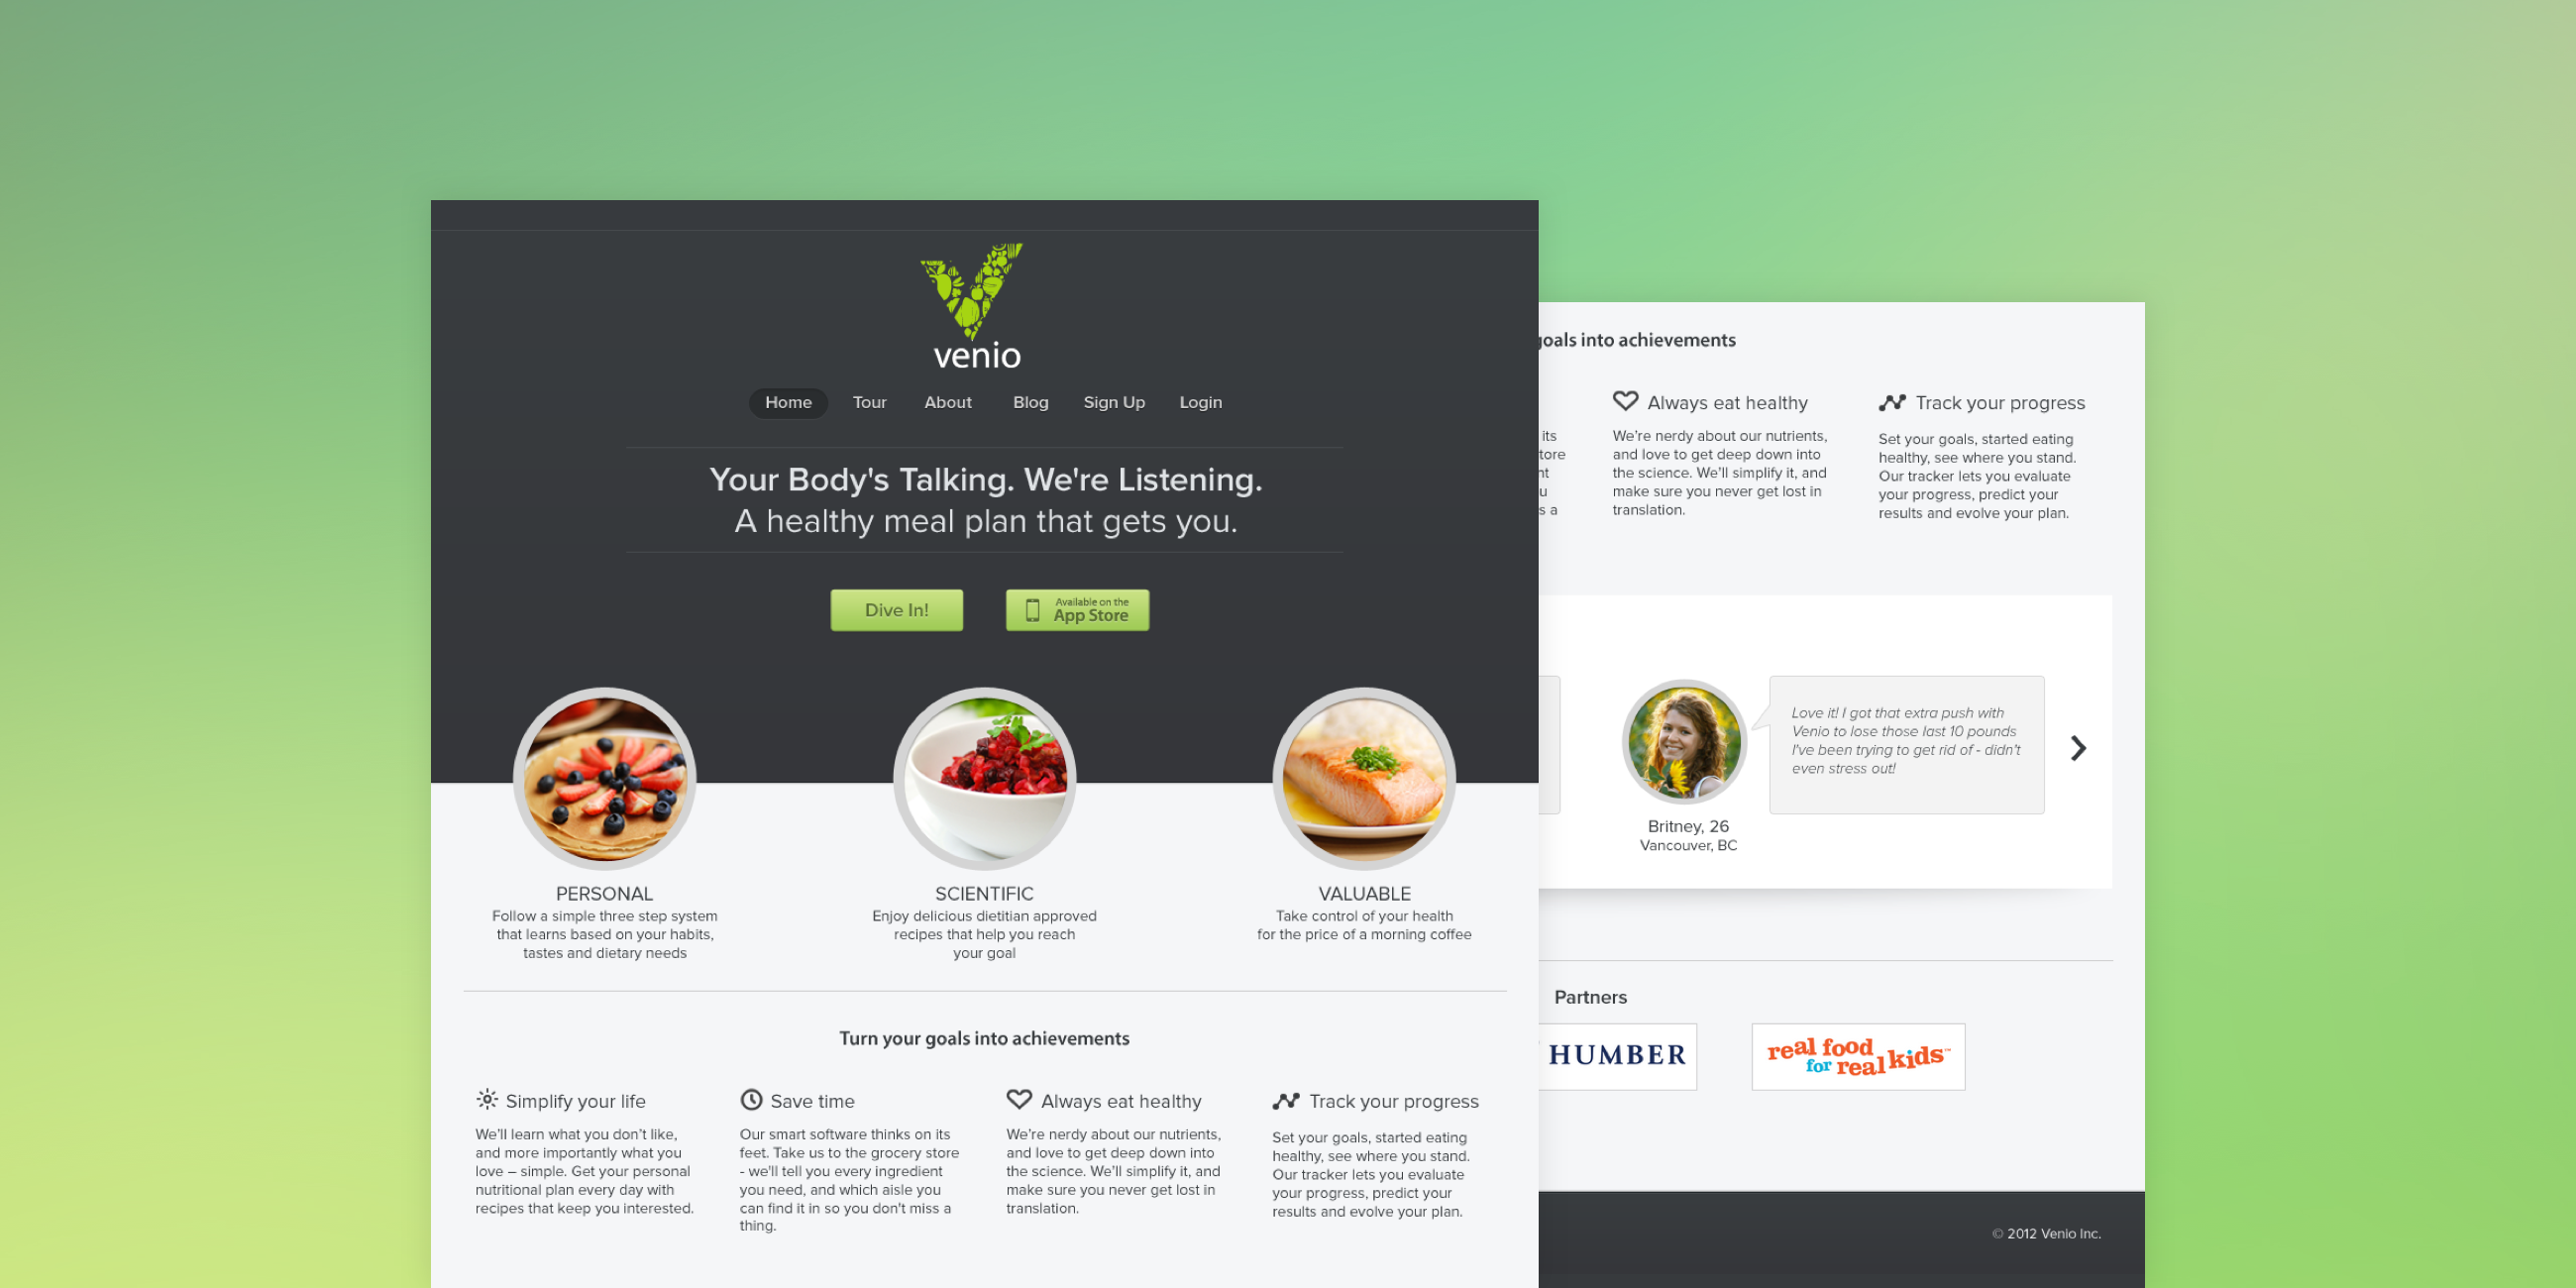 venio
Home
Tour
About
Blog
Sign Up
Login
Your Body's Talking. We're Listening.
A healthy meal plan that gets you.
Dive In!
Available on the
App Store
PERSONAL
Follow a simple three step system
that learns based on your habits,
tastes and dietary needs
SCIENTIFIC
Enjoy delicious dietitian approved
recipes that help you reach
your goal
VALUABLE
Take control of your health
for the price of a morning coffee
Turn your goals into achievements
Simplify your life
We'll learn what you don't like,
and more importantly what you
love – simple. Get your personal
nutritional plan every day with
recipes that keep you interested.
Save time
Our smart software thinks on its
feet. Take us to the grocery store
- we'll tell you every ingredient
you need, and which aisle you
can find it in so you don't miss a
thing.
Always eat healthy
We're nerdy about our nutrients,
and love to get deep down into
the science. We'll simplify it, and
make sure you never get lost in
translation.
Track your progress
Set your goals, started eating
healthy, see where you stand.
Our tracker lets you evaluate
your progress, predict your
results and evolve your plan.
goals into achievements
its
tore
nt
u
s a
Always eat healthy
We're nerdy about our nutrients,
and love to get deep down into
the science. We'll simplify it, and
make sure you never get lost in
translation.
Track your progress
Set your goals, started eating
healthy, see where you stand.
Our tracker lets you evaluate
your progress, predict your
results and evolve your plan.
Love it! I got that extra push with
Venio to lose those last 10 pounds
I've been trying to get rid of - didn't
even stress out!
Britney, 26
Vancouver, BC
Partners
HUMBER
real food
for real kids™
© 2012 Venio Inc.